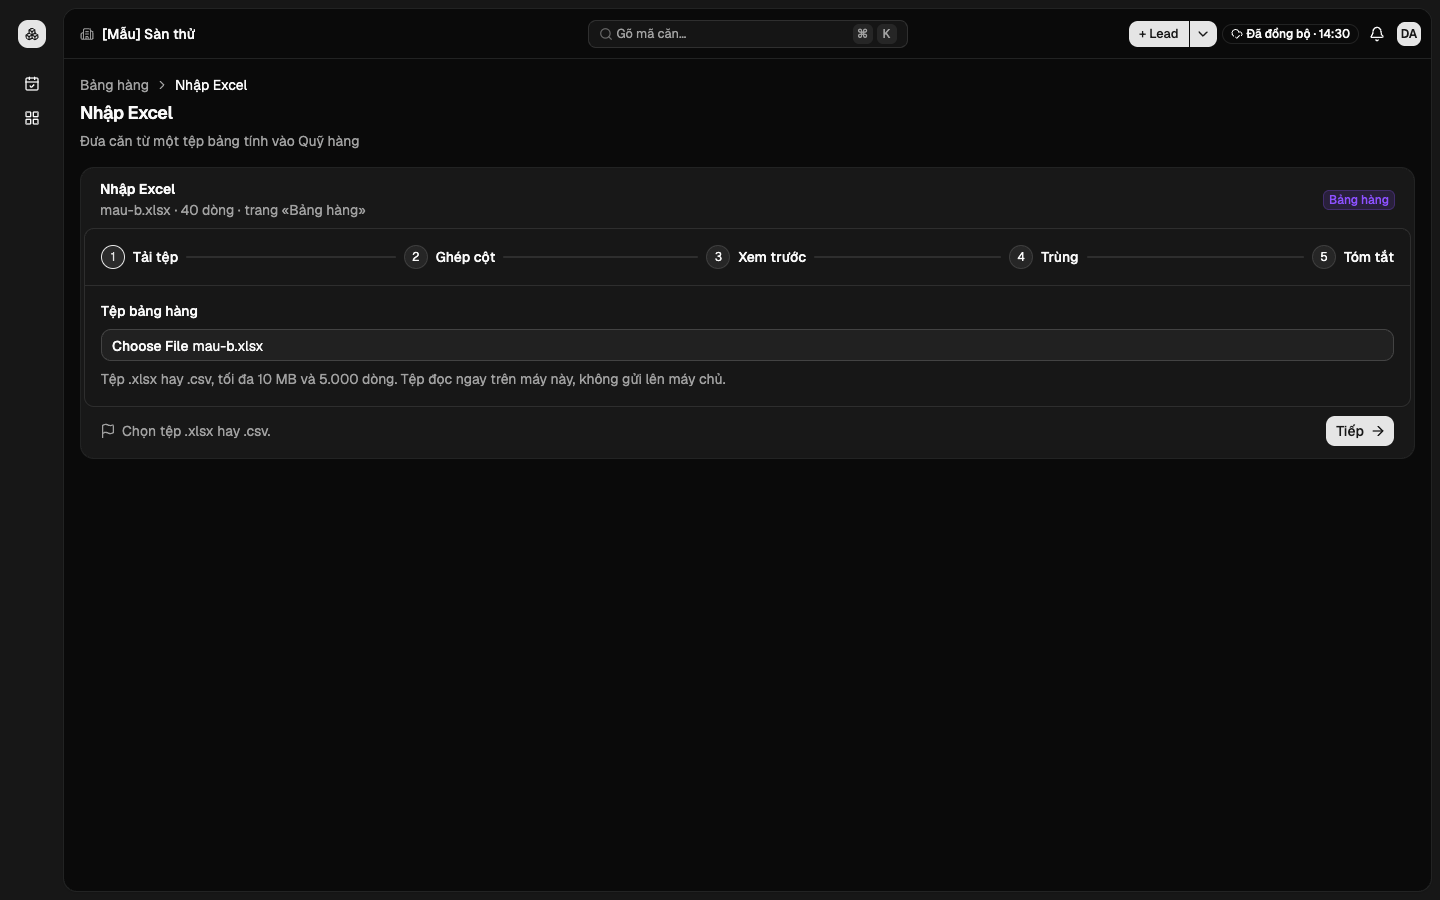 [Mẫu] Sàn thử
Gõ mã căn...
⌘ K
+ Lead
Đã đồng bộ · 14:30
DA
Bảng hàng > Nhập Excel
Nhập Excel
Đưa căn từ một tệp bảng tính vào Quỹ hàng
Nhập Excel
mau-b.xlsx · 40 dòng · trang «Bảng hàng»
Bảng hàng
1 Tải tệp
2 Ghép cột
3 Xem trước
4 Trùng
5 Tóm tắt
Tệp bảng hàng
Choose File mau-b.xlsx
Tệp .xlsx hay .csv, tối đa 10 MB và 5.000 dòng. Tệp đọc ngay trên máy này, không gửi lên máy chủ.
Chọn tệp .xlsx hay .csv.
Tiếp →